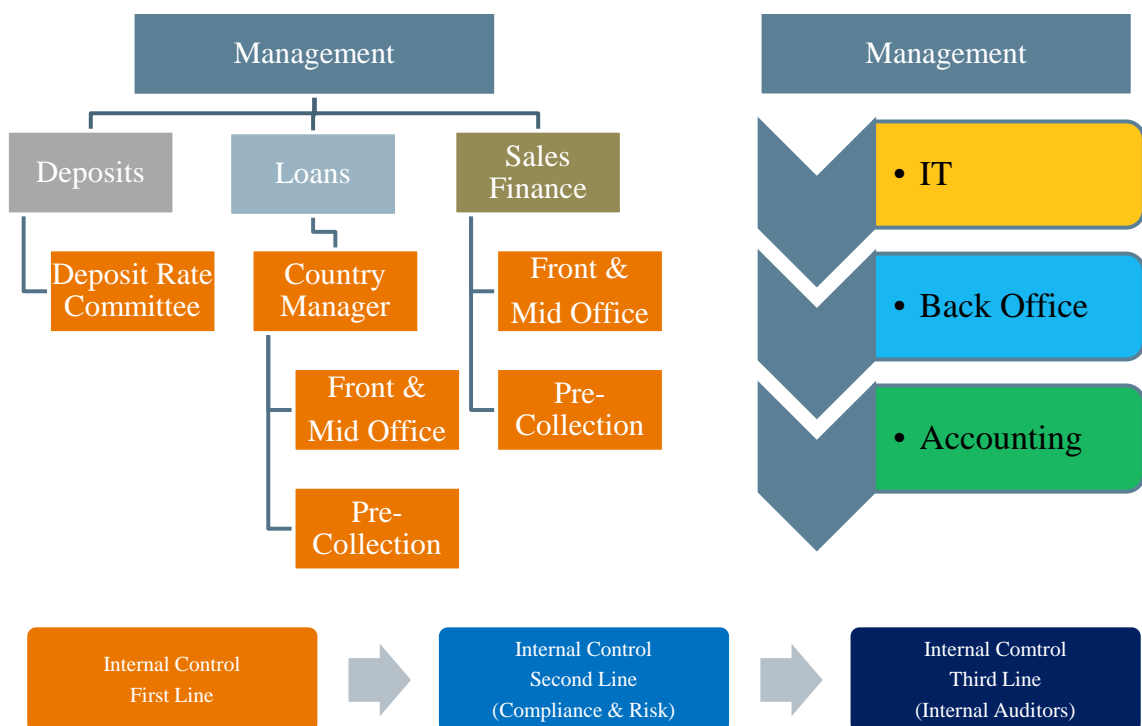 Management
Deposits
Loans
Sales
Finance
Deposit Rate
Committee
Country
Manager
Front &
Mid Office
Front &
Mid Office
Pre-
Collection
Pre-
Collection
Management
• IT
• Back Office
• Accounting
Internal Control
First Line
Internal Control
Second Line
(Compliance & Risk)
Internal Comtrol
Third Line
(Internal Auditors)